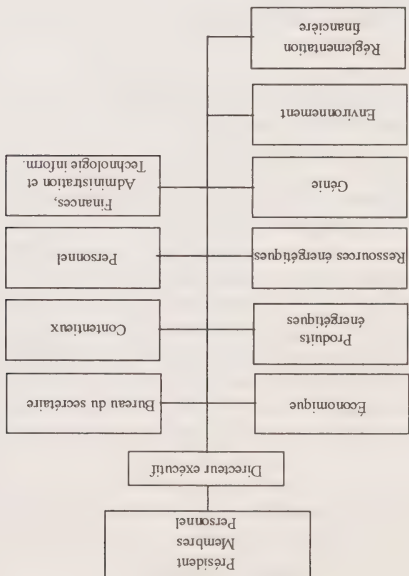 Président
Membres
Personnel
Directeur exécutif
Économique
Bureau du secrétaire
Produits
énergétiques
Contentieux
Ressources énergétiques
Personnel
Génie
Finances,
Administration et
Technologie inform.
Environnement
Réglementation
financière